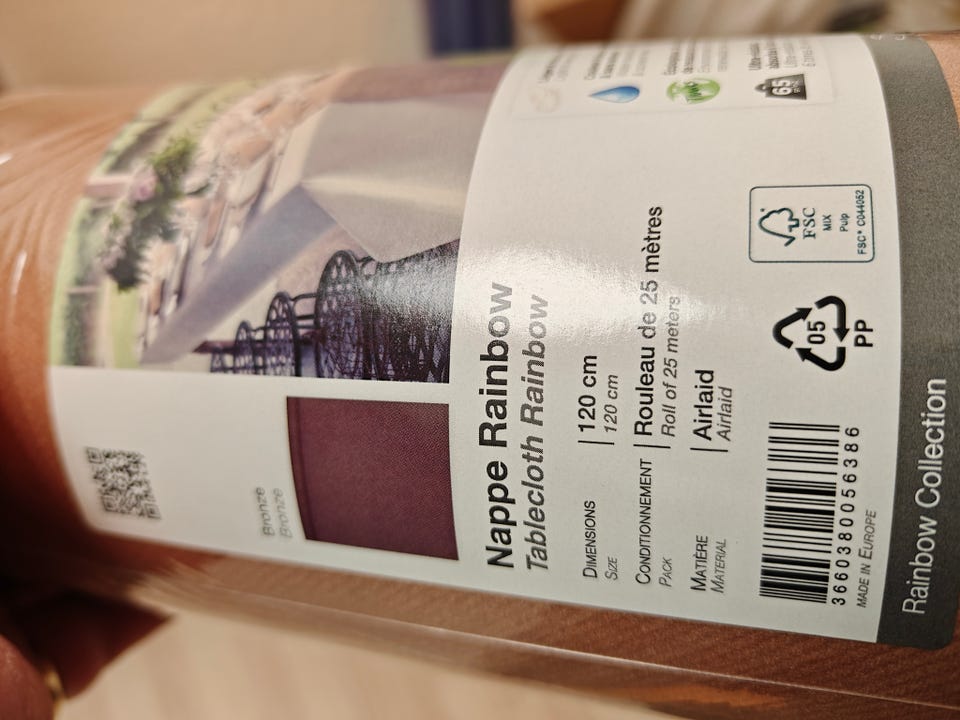 Bronze
Bronze
Nappe Rainbow
Tablecloth Rainbow
DIMENSIONS | 120 cm
SIZE 120 cm
CONDITIONNEMENT | Rouleau de 25 mètres
PACK Roll of 25 meters
MATIÈRE | Airlaid
MATERIAL Airlaid
65
FSC
MIX
Pulp
FSC® C044052
05
PP
3660380056386
MADE IN EUROPE
Rainbow Collection